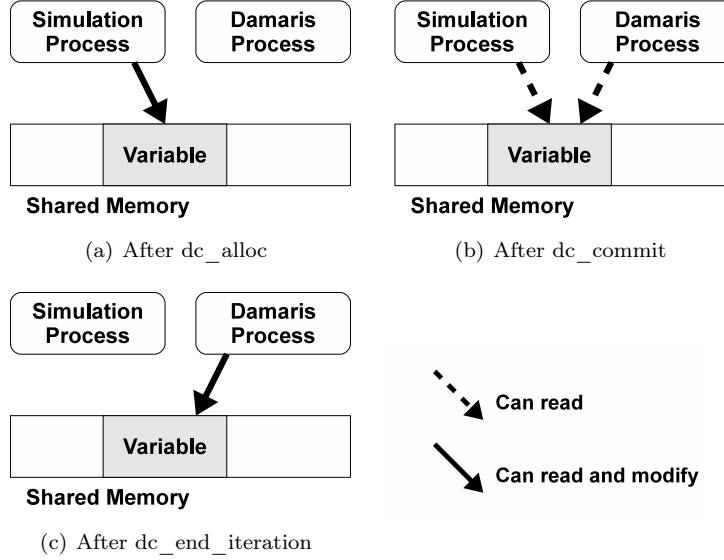 Simulation
Process
Damaris
Process
Variable
Shared Memory
(a) After dc_alloc
Simulation
Process
Damaris
Process
Variable
Shared Memory
(b) After dc_commit
Simulation
Process
Damaris
Process
Variable
Shared Memory
(c) After dc_end_iteration
Can read
Can read and modify